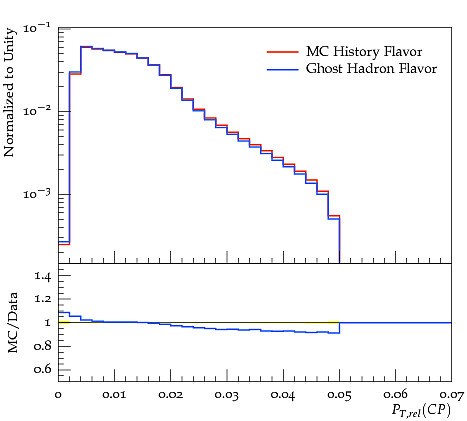 Normalized to Unity
10⁻¹
10⁻²
10⁻³
MC History Flavor
Ghost Hadron Flavor
MC/Data
1.4
1.2
1
0.8
0.6
0 0.01 0.02 0.03 0.04 0.05 0.06 0.07
P_{T,rel}(CP)